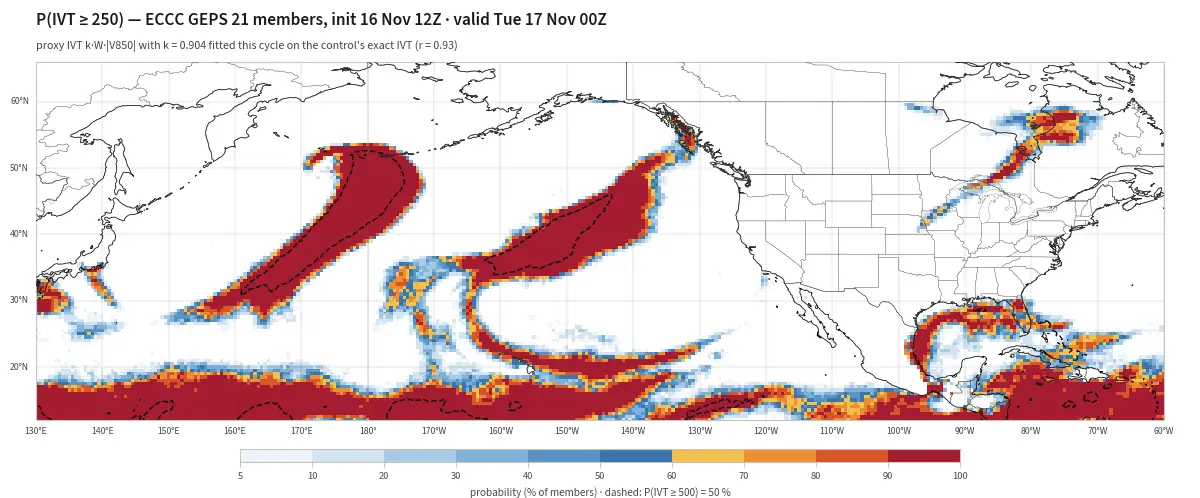 P(IVT ≥ 250) — ECCC GEPS 21 members, init 16 Nov 12Z · valid Tue 17 Nov 00Z
proxy IVT k·W·|V850| with k = 0.904 fitted this cycle on the control's exact IVT (r = 0.93)
60°N
50°N
40°N
30°N
20°N
130°E 140°E 150°E 160°E 170°E 180° 170°W 160°W 150°W 140°W 130°W 120°W 110°W 100°W 90°W 80°W 70°W 60°W
5 10 20 30 40 50 60 70 80 90 100
probability (% of members) · dashed: P(IVT ≥ 500) = 50 %